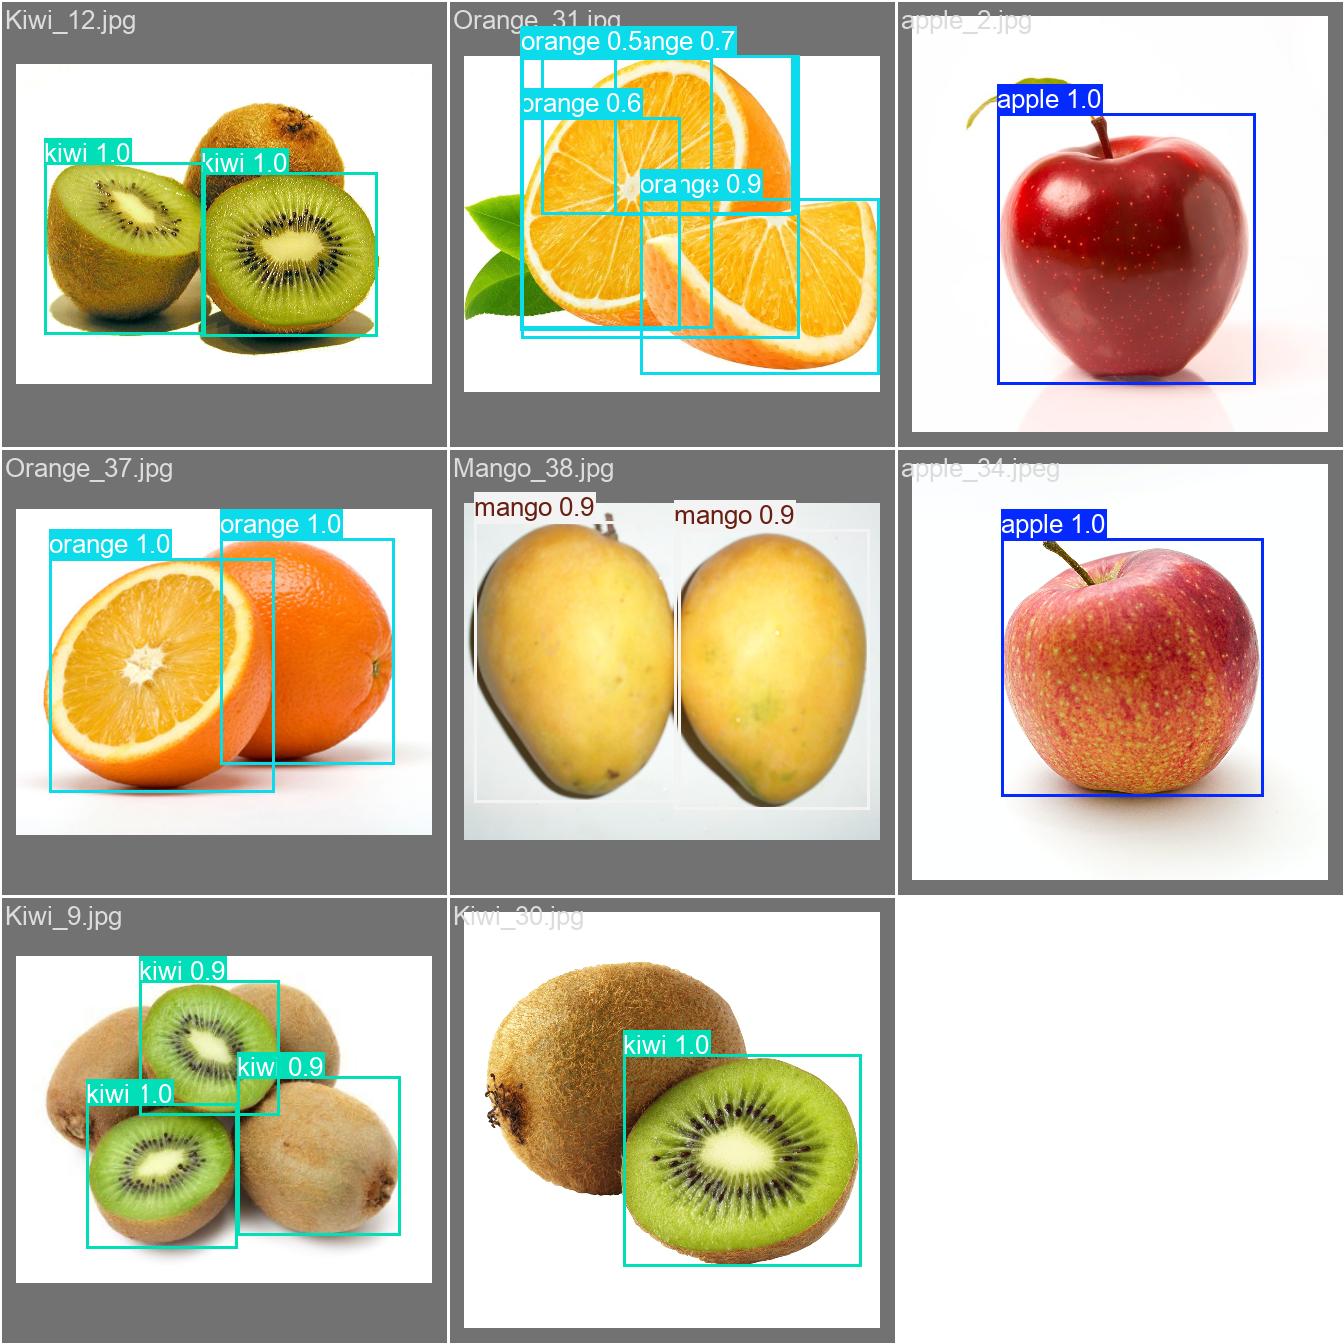 Kiwi_12.jpg
kiwi 1.0
kiwi 1.0
Orange_31.jpg
orange 0.5
ange 0.7
orange 0.6
orange 0.9
apple_2.jpg
apple 1.0
Orange_37.jpg
orange 1.0
orange 1.0
Mango_38.jpg
mango 0.9
mango 0.9
apple_34.jpeg
apple 1.0
Kiwi_9.jpg
kiwi 0.9
kiwi 0.9
kiwi 1.0
Kiwi_30.jpg
kiwi 1.0